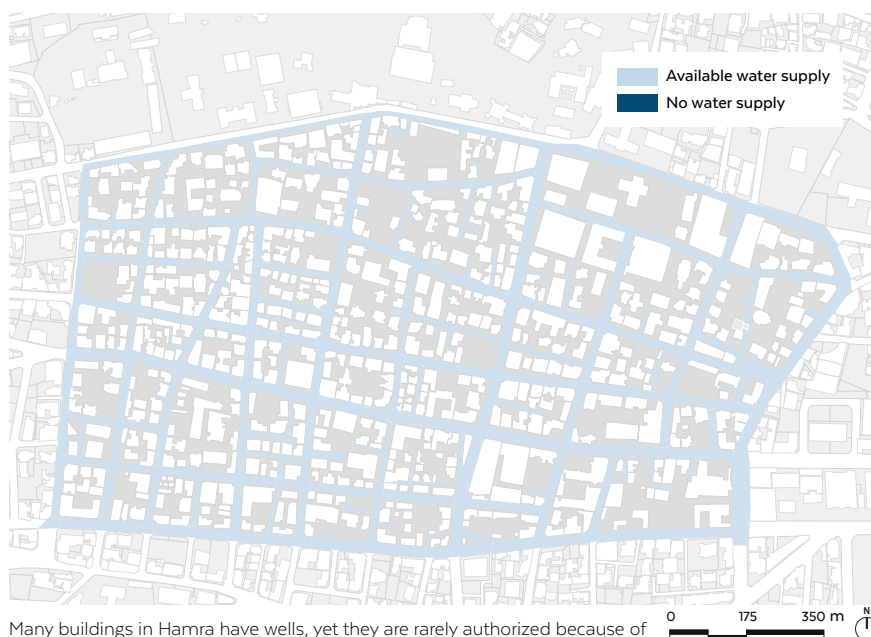 Available water supply
No water supply
Many buildings in Hamra have wells, yet they are rarely authorized because of
0 175 350 m
N